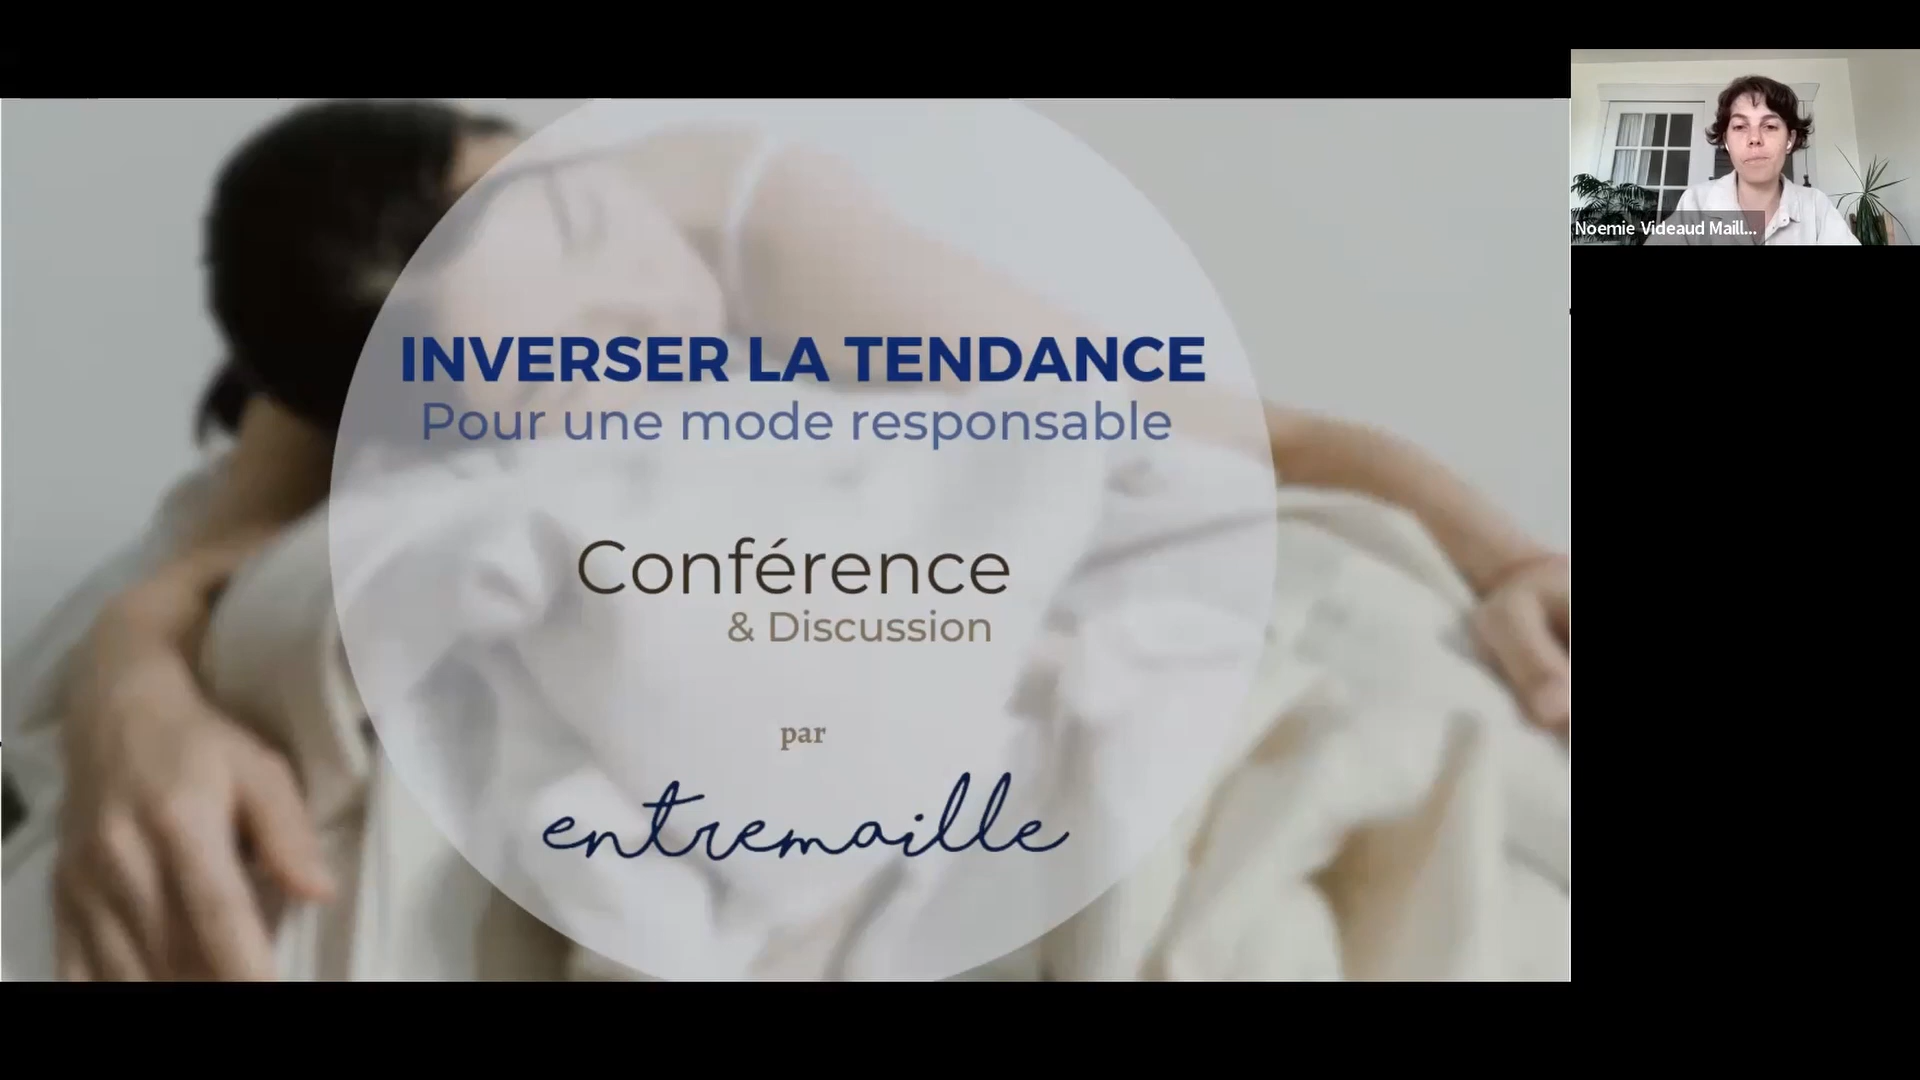 INVERSER LA TENDANCE
Pour une mode responsable
Conférence
& Discussion
par
entremaille
Noemie Videaud Maill...